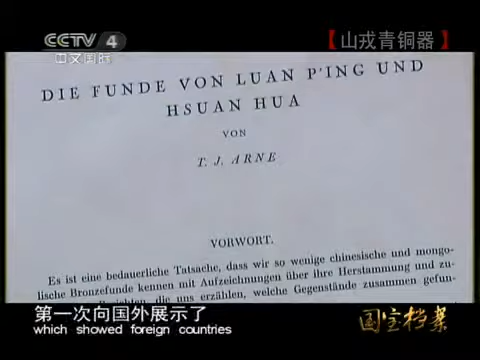 CCTV 4
中文国际
【山戎青铜器】
DIE FUNDE VON LUAN P'ING UND
HSUAN HUA
VON
T. J. ARNE
VORWORT.
Es ist eine bedauerliche Tatsache, dass wir so wenige chinesische und mongo-
lische Bronzefunde kennen mit Aufzeichnungen über ihre Herstammung und zu-
die uns erzählen, welche Gegenstände zusammen gefun-
第一次向国外展示了
which showed foreign countries
国宝档案